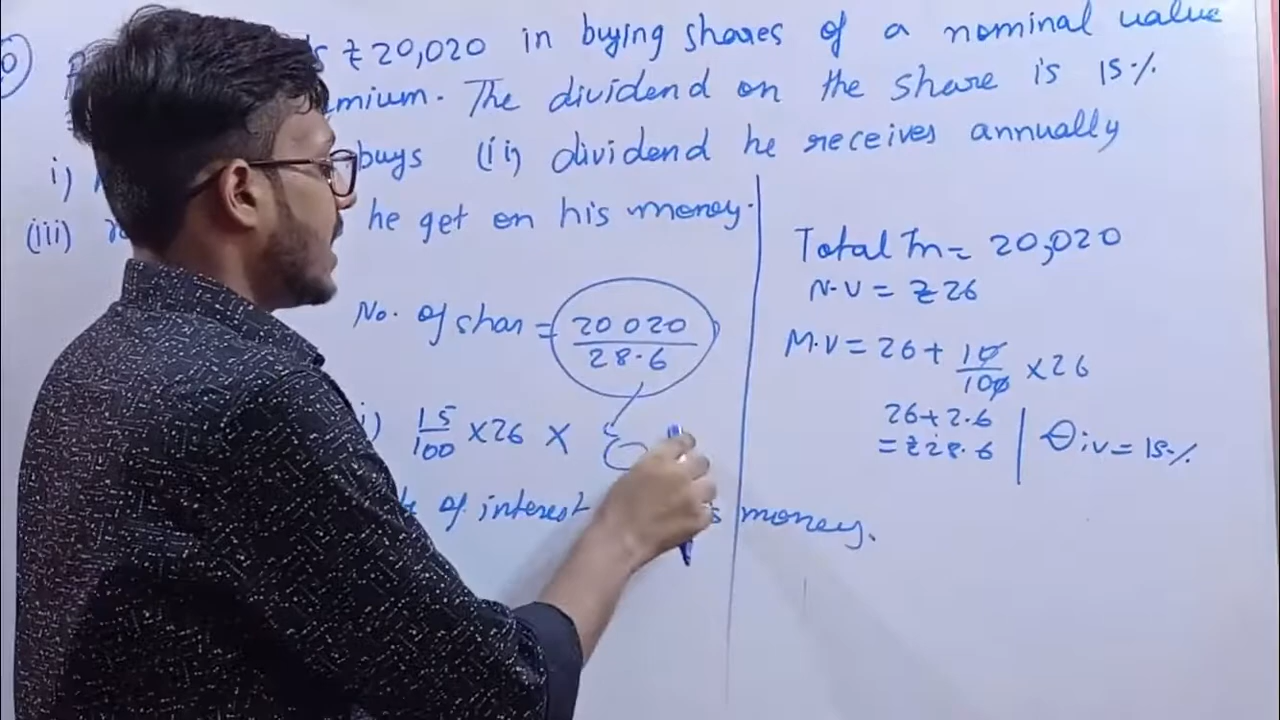 ₹20,020 in buying shares of a nominal value
mium. The dividend on the share is 15%
i) buys (ii) dividend he receives annually
(iii) he get on his money.
Total In = 20,020
N.V = ₹26
No. of shar = 20020 / 28.6
M.V = 26 + 10/100 × 26
26 + 2.6
= ₹28.6
Div = 15%
i) 15/100 × 26 ×
of interest s money.